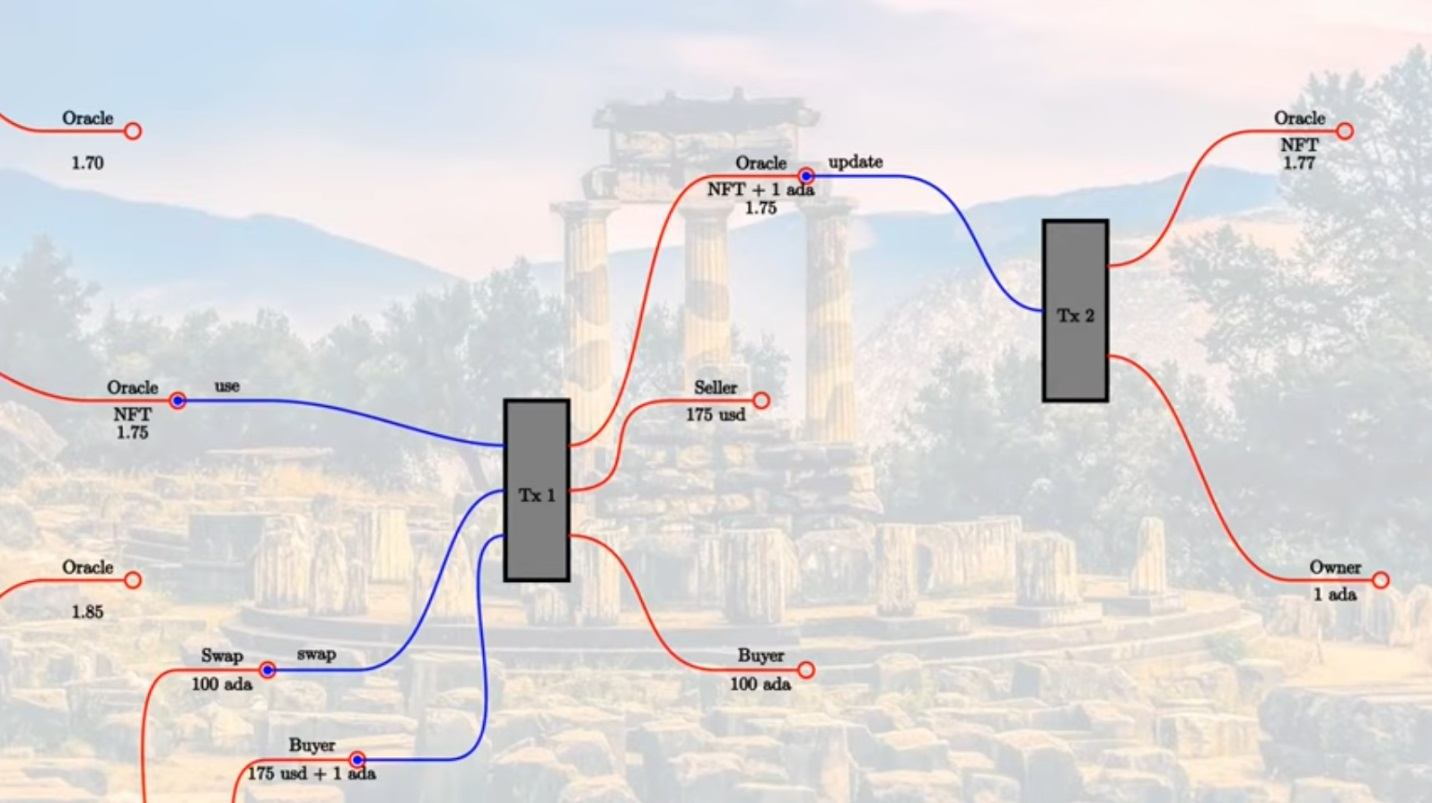 Oracle
1.70
Oracle
NFT
1.75
use
Oracle
1.85
Swap
100 ada
swap
Buyer
175 usd + 1 ada
Tx 1
Oracle
NFT + 1 ada
1.75
update
Seller
175 usd
Buyer
100 ada
Tx 2
Oracle
NFT
1.77
Owner
1 ada